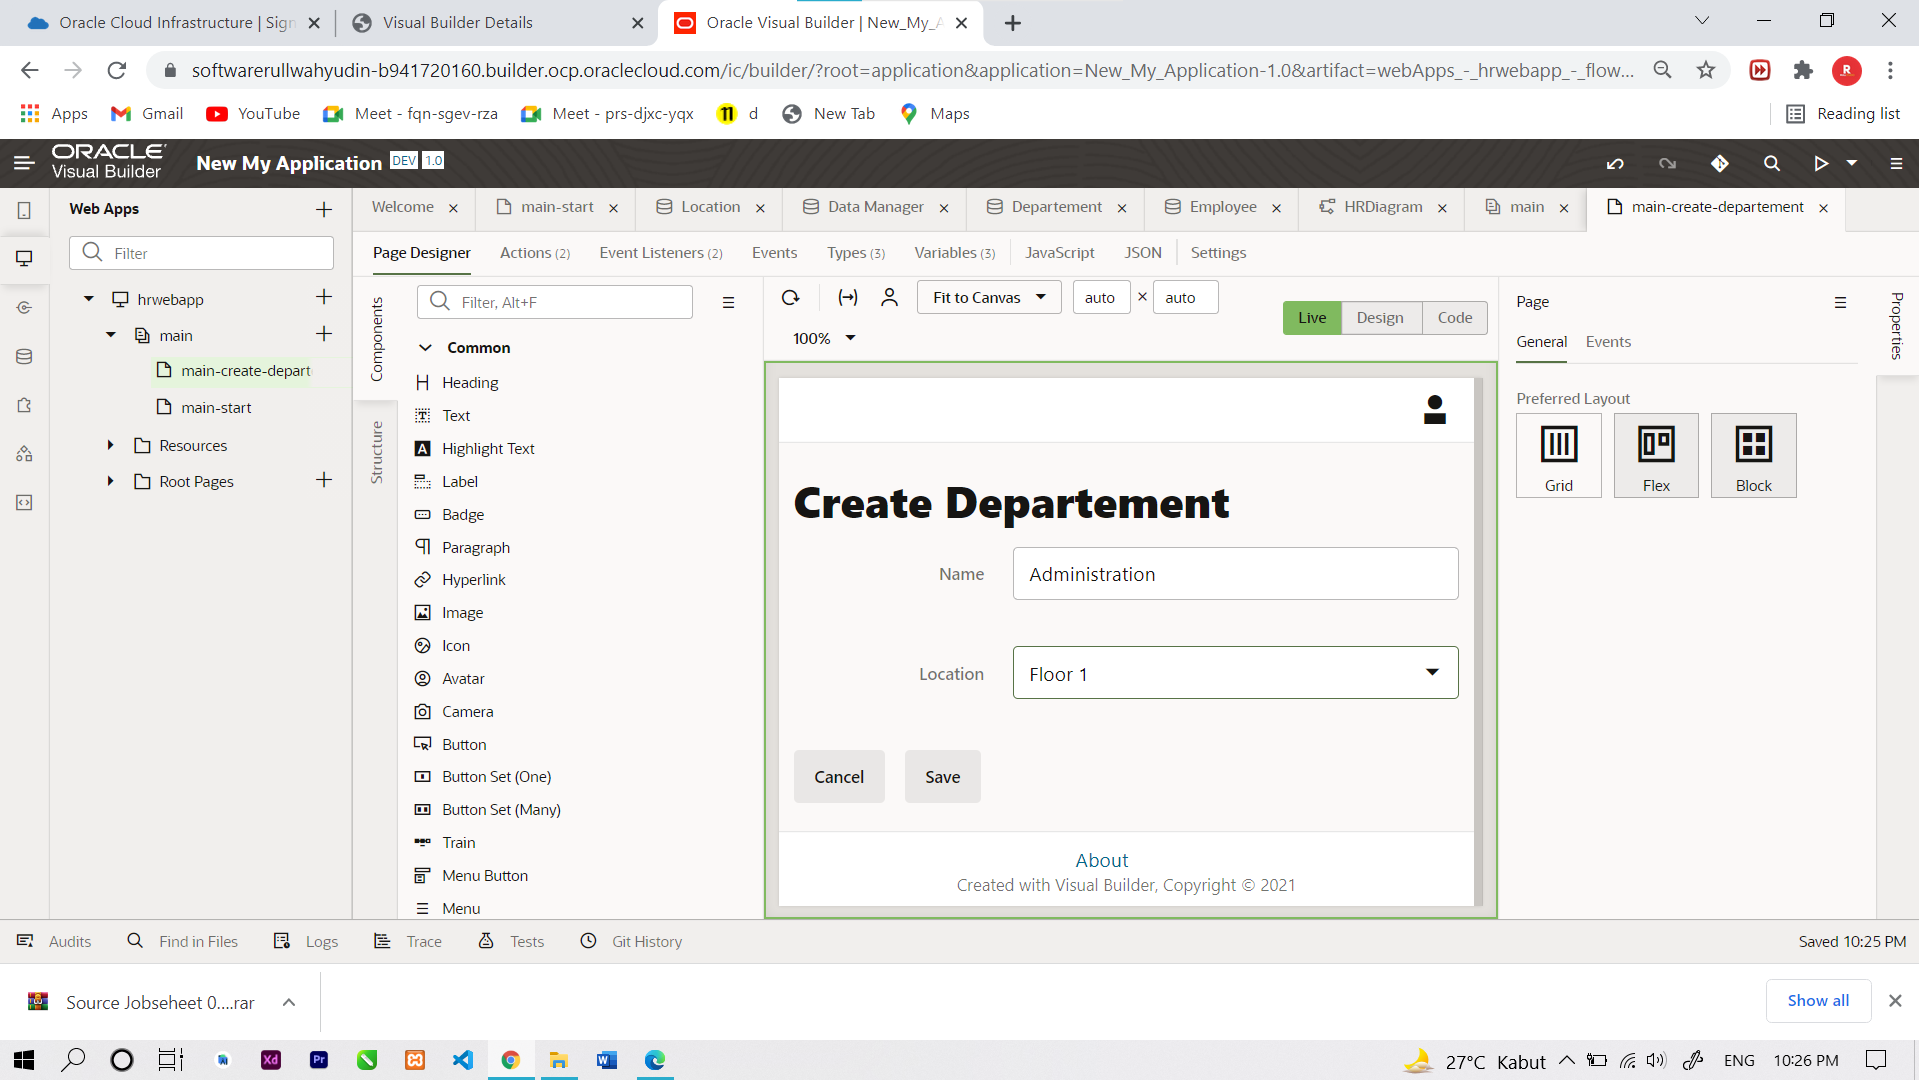 Oracle Cloud Infrastructure | Sign
Visual Builder Details
Oracle Visual Builder | New_My_A
softwarerullwahyudin-b941720160.builder.ocp.oraclecloud.com/ic/builder/?root=application&application=New_My_Application-1.0&artifact=webApps_-_hrwebapp_-_flow...
Apps
Gmail
YouTube
Meet - fqn-sgev-rza
Meet - prs-djxc-yqx
d
New Tab
Maps
Reading list
ORACLE
Visual Builder
New My Application
DEV
1.0
Web Apps
Filter
hrwebapp
main
main-create-depart
main-start
Resources
Root Pages
Welcome
main-start
Location
Data Manager
Departement
Employee
HRDiagram
main
main-create-departement
Page Designer
Actions (2)
Event Listeners (2)
Events
Types (3)
Variables (3)
JavaScript
JSON
Settings
Components
Structure
Filter, Alt+F
Common
Heading
Text
Highlight Text
Label
Badge
Paragraph
Hyperlink
Image
Icon
Avatar
Camera
Button
Button Set (One)
Button Set (Many)
Train
Menu Button
Menu
Fit to Canvas
auto
×
auto
100%
Live
Design
Code
Create Departement
Name
Administration
Location
Floor 1
Cancel
Save
About
Created with Visual Builder, Copyright © 2021
Page
General
Events
Preferred Layout
Grid
Flex
Block
Properties
Audits
Find in Files
Logs
Trace
Tests
Git History
Saved 10:25 PM
Source Jobseheet 0....rar
Show all
Xd
Pr
27°C Kabut
ENG
10:26 PM